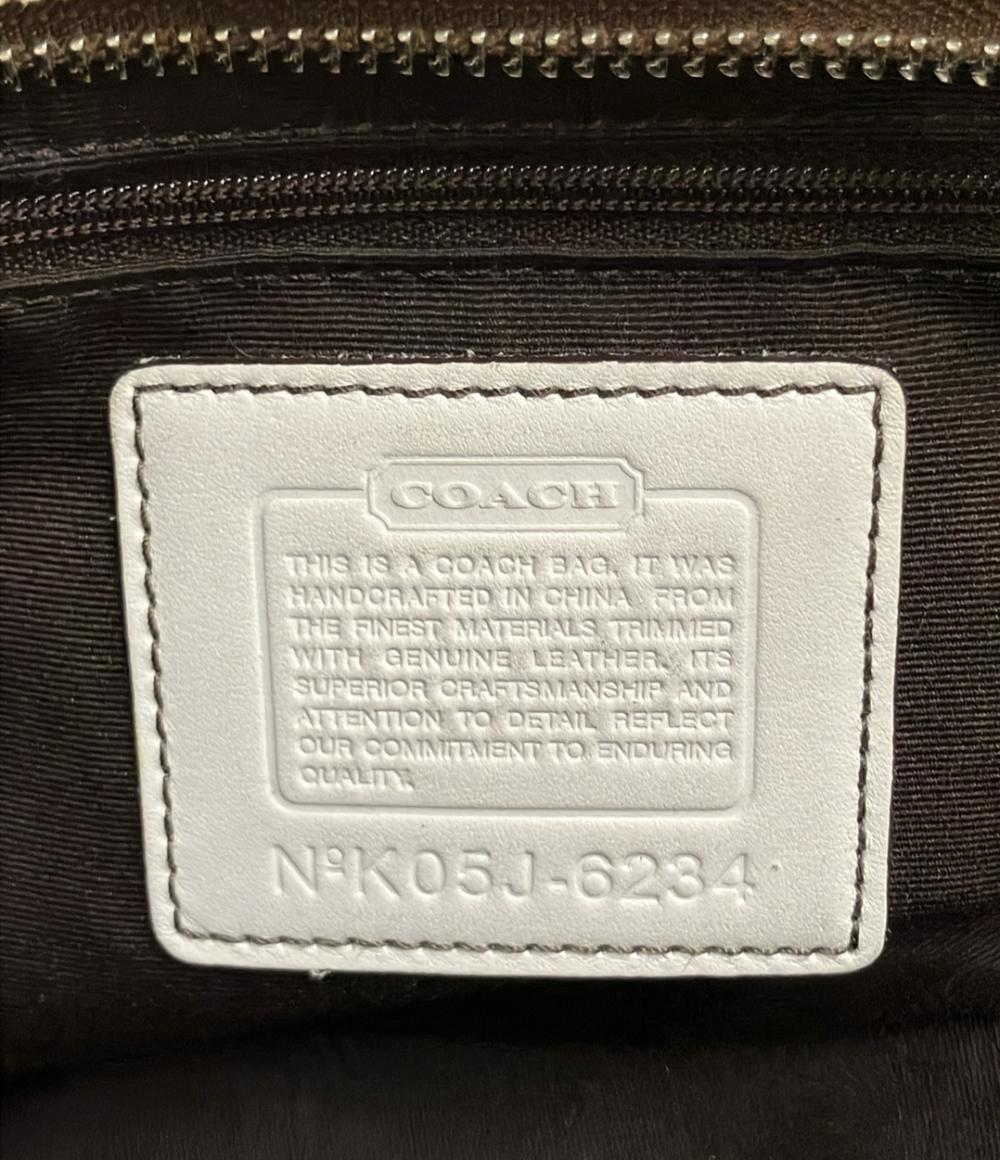 COACH
THIS IS A COACH BAG. IT WAS
HANDCRAFTED IN CHINA FROM
THE FINEST MATERIALS TRIMMED
WITH GENUINE LEATHER. ITS
SUPERIOR CRAFTSMANSHIP AND
ATTENTION TO DETAIL REFLECT
OUR COMMITMENT TO ENDURING
QUALITY.
NºK05J-6234